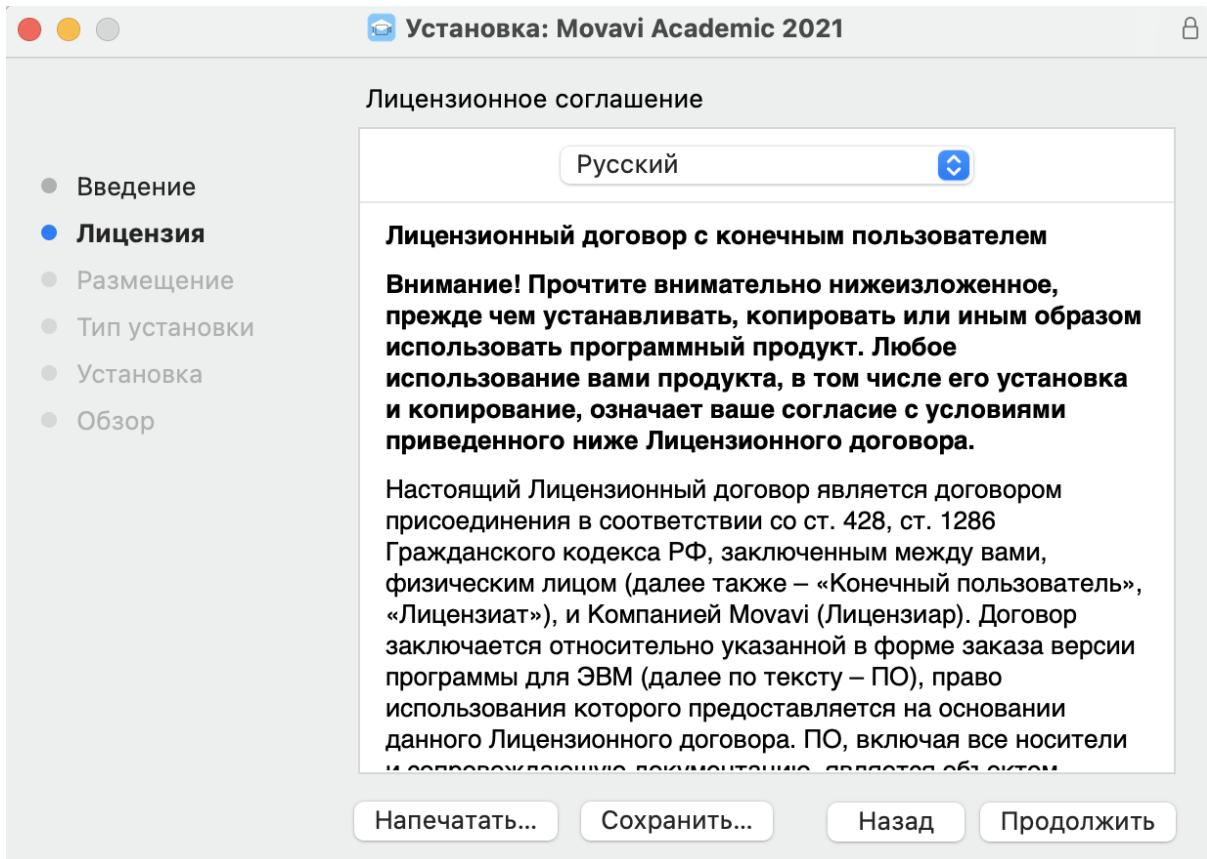 Установка: Movavi Academic 2021
Лицензионное соглашение
Введение
Лицензия
Размещение
Тип установки
Установка
Обзор
Русский
Лицензионный договор с конечным пользователем
Внимание! Прочтите внимательно нижеизложенное,
прежде чем устанавливать, копировать или иным образом
использовать программный продукт. Любое
использование вами продукта, в том числе его установка
и копирование, означает ваше согласие с условиями
приведенного ниже Лицензионного договора.
Настоящий Лицензионный договор является договором
присоединения в соответствии со ст. 428, ст. 1286
Гражданского кодекса РФ, заключенным между вами,
физическим лицом (далее также – «Конечный пользователь»,
«Лицензиат»), и Компанией Movavi (Лицензиар). Договор
заключается относительно указанной в форме заказа версии
программы для ЭВМ (далее по тексту – ПО), право
использования которого предоставляется на основании
данного Лицензионного договора. ПО, включая все носители
и сопровождающую документацию, является объектом
Напечатать...
Сохранить...
Назад
Продолжить